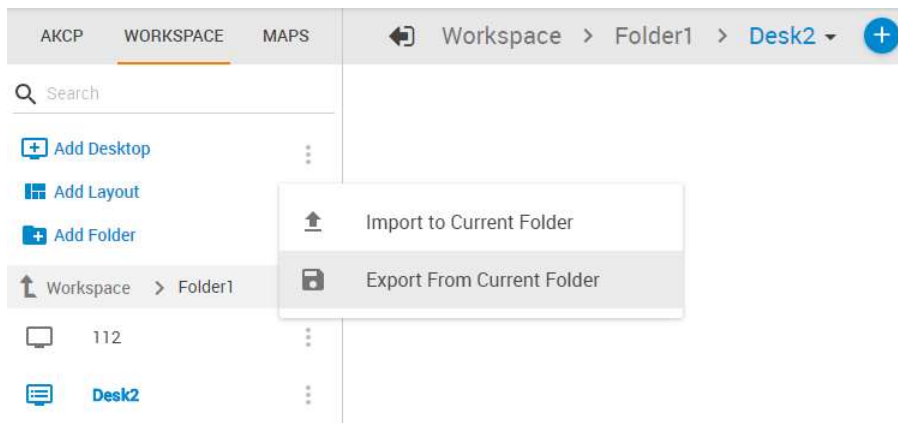 AKCP WORKSPACE MAPS
Workspace > Folder1 > Desk2
Search
Add Desktop
Add Layout
Add Folder
Import to Current Folder
Export From Current Folder
Workspace > Folder1
112
Desk2